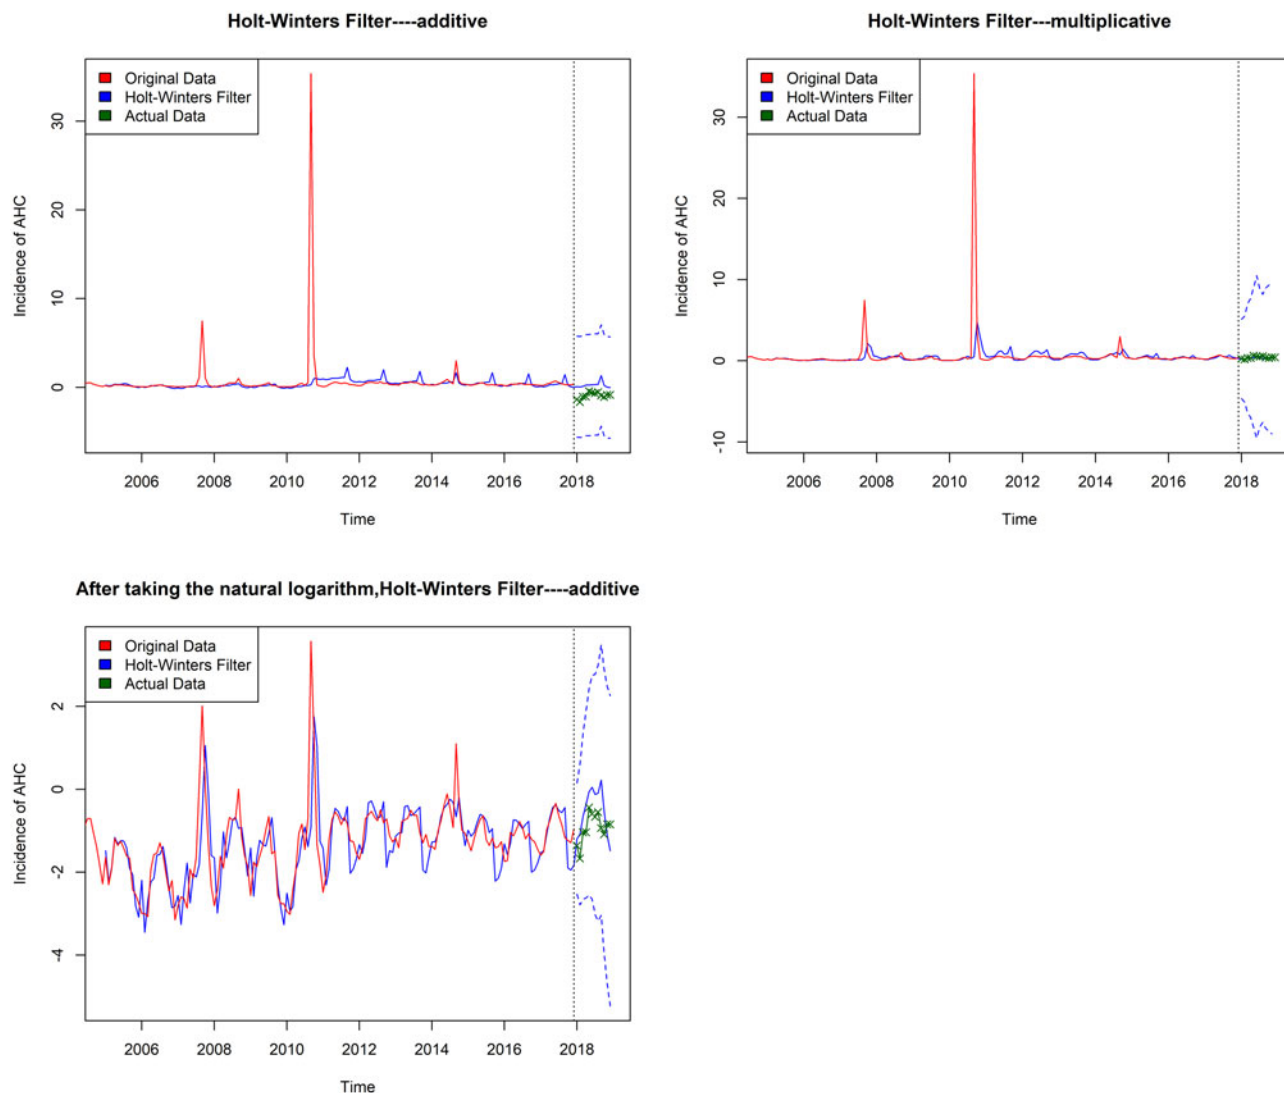 Holt-Winters Filter----additive
Original Data
Holt-Winters Filter
Actual Data
Incidence of AHC
30
20
10
0
2006 2008 2010 2012 2014 2016 2018
Time
Holt-Winters Filter---multiplicative
Original Data
Holt-Winters Filter
Actual Data
Incidence of AHC
30
20
10
0
-10
2006 2008 2010 2012 2014 2016 2018
Time
After taking the natural logarithm,Holt-Winters Filter----additive
Original Data
Holt-Winters Filter
Actual Data
Incidence of AHC
2
0
-2
-4
2006 2008 2010 2012 2014 2016 2018
Time